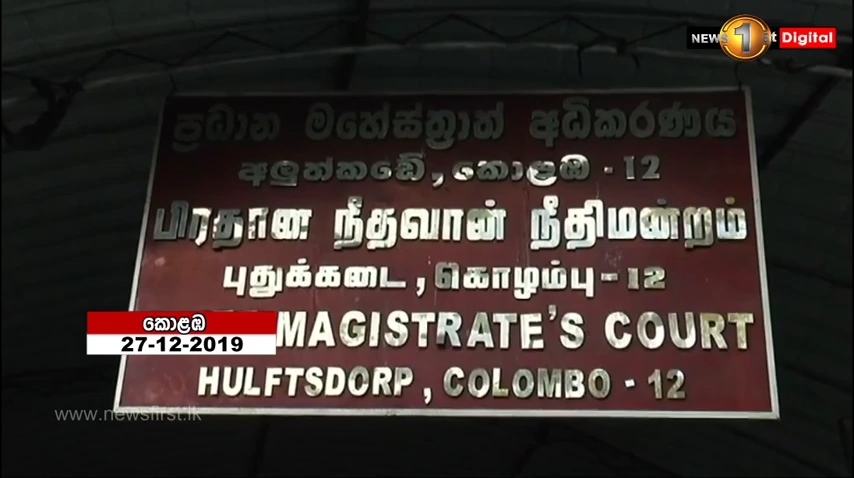 NEWS 1st Digital
ප්‍රධාන මහේස්ත්‍රාත් අධිකරණය
අලුත්කඩේ, කොළඹ - 12
பிரதான நீதவான் நீதிமன்றம்
புதுக்கடை, கொழும்பு - 12
MAGISTRATE'S COURT
HULFTSDORP, COLOMBO - 12
කොළඹ
27-12-2019
www.newsfirst.lk